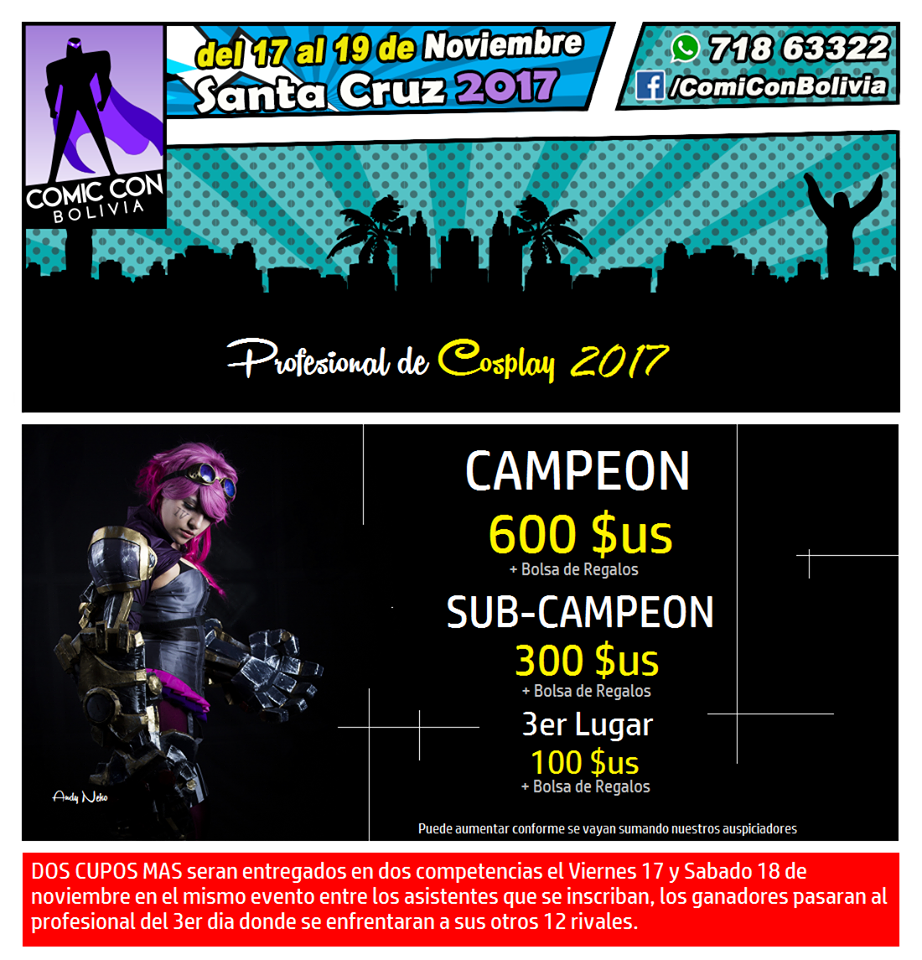 COMIC CON
BOLIVIA
del 17 al 19 de Noviembre
Santa Cruz 2017
718 63322
/ComiConBolivia
Profesional de Cosplay 2017
CAMPEON
600 $us
+ Bolsa de Regalos
SUB-CAMPEON
300 $us
+ Bolsa de Regalos
3er Lugar
100 $us
+ Bolsa de Regalos
Andy Neko
Puede aumentar conforme se vayan sumando nuestros auspiciadores
DOS CUPOS MAS seran entregados en dos competencias el Viernes 17 y Sabado 18 de
noviembre en el mismo evento entre los asistentes que se inscriban, los ganadores pasaran al
profesional del 3er dia donde se enfrentaran a sus otros 12 rivales.